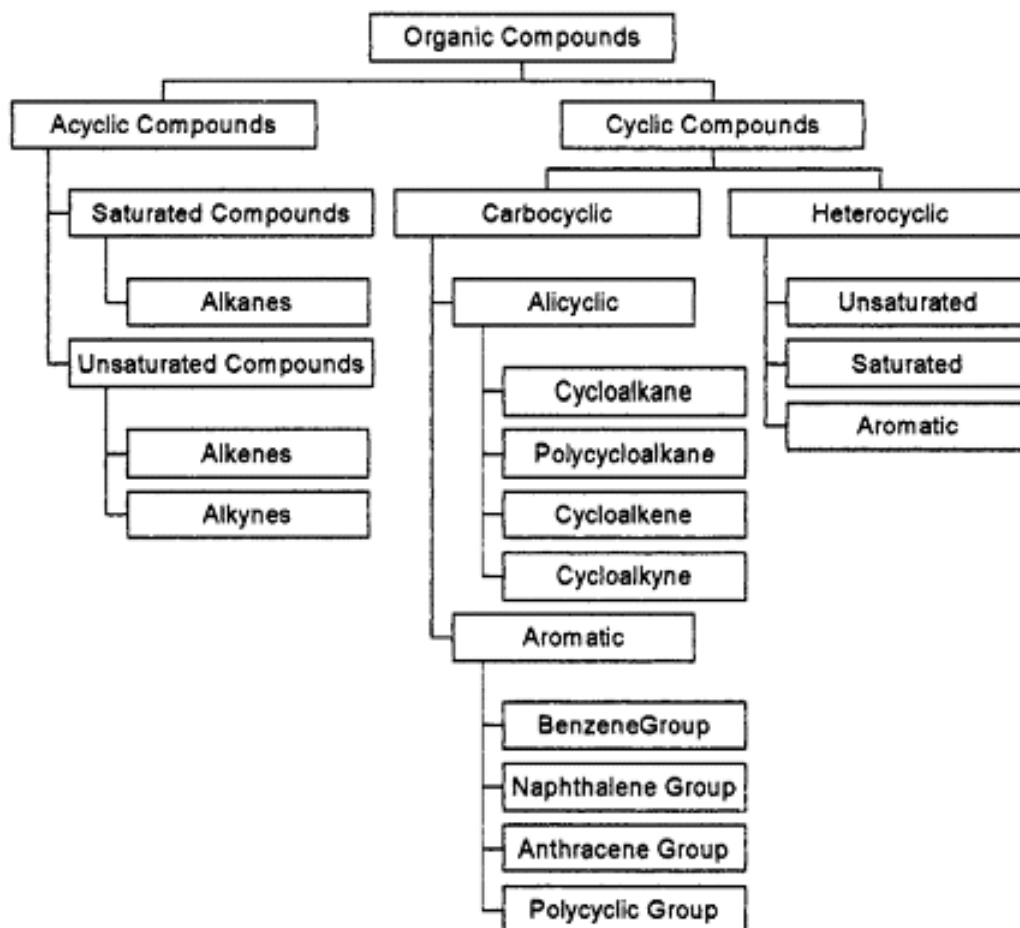 Organic Compounds
Acyclic Compounds
Cyclic Compounds
Saturated Compounds
Carbocyclic
Heterocyclic
Alkanes
Alicyclic
Unsaturated
Unsaturated Compounds
Saturated
Cycloalkane
Aromatic
Alkenes
Polycycloalkane
Alkynes
Cycloalkene
Cycloalkyne
Aromatic
BenzeneGroup
Naphthalene Group
Anthracene Group
Polycyclic Group